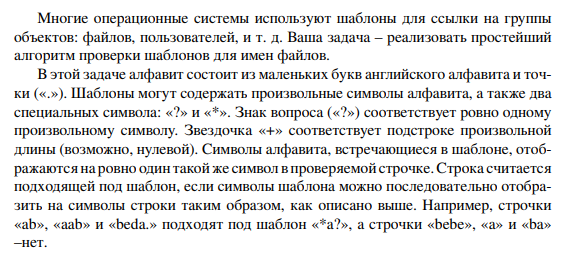 Многие операционные системы используют шаблоны для ссылки на группы
объектов: файлов, пользователей, и т. д. Ваша задача – реализовать простейший
алгоритм проверки шаблонов для имен файлов.
В этой задаче алфавит состоит из маленьких букв английского алфавита и точ-
ки («.»). Шаблоны могут содержать произвольные символы алфавита, а также два
специальных символа: «?» и «*». Знак вопроса («?») соответствует ровно одному
произвольному символу. Звездочка «+» соответствует подстроке произвольной
длины (возможно, нулевой). Символы алфавита, встречающиеся в шаблоне, отоб-
ражаются на ровно один такой же символ в проверяемой строчке. Строка считается
подходящей под шаблон, если символы шаблона можно последовательно отобра-
зить на символы строки таким образом, как описано выше. Например, строчки
«ab», «aab» и «beda.» подходят под шаблон «*a?», а строчки «bebe», «a» и «ba»
–нет.